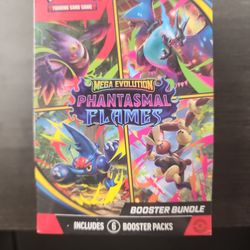 TRADING CARD GAME
MEGA EVOLUTION
PHANTASMAL
FLAMES
BOOSTER BUNDLE
INCLUDES 6 BOOSTER PACKS